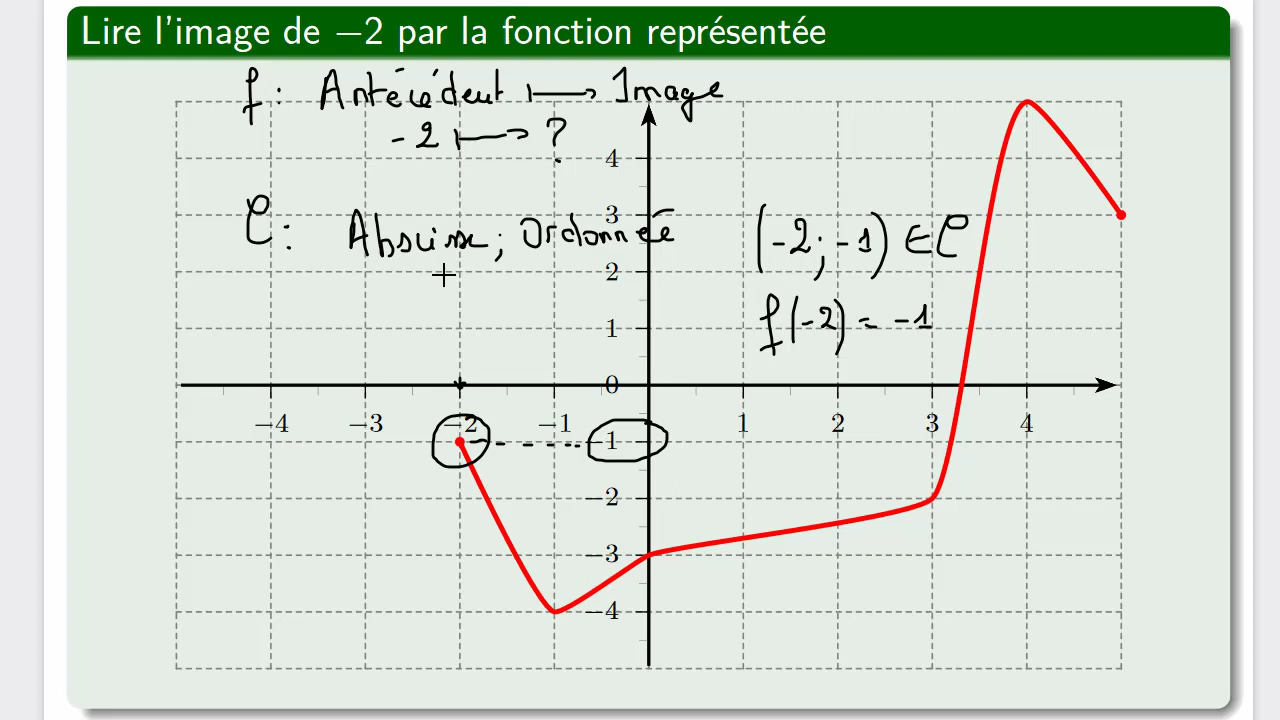 Lire l'image de −2 par la fonction représentée
f : Antécédent ⟼ Image
-2 ⟼ ?
4
C : Abscisse ; Ordonnée
3
(-2 ; -1) ∈ C
2
f(-2) = -1
1
0
−4 −3 −2 −1 1 2 3 4
−1
−2
−3
−4